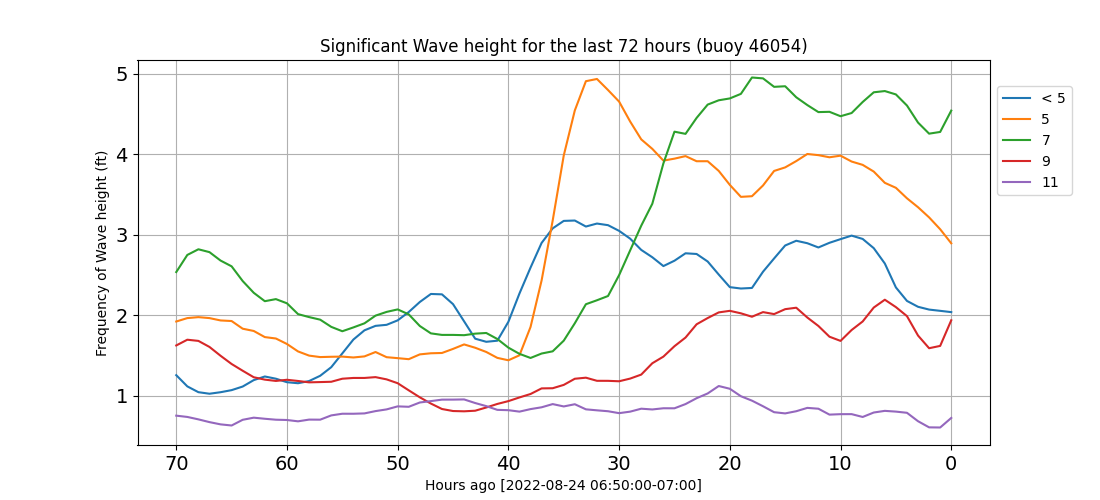 Significant Wave height for the last 72 hours (buoy 46054)
Frequency of Wave height (ft)
5
4
3
2
1
70 60 50 40 30 20 10 0
Hours ago [2022-08-24 06:50:00-07:00]
< 5
5
7
9
11